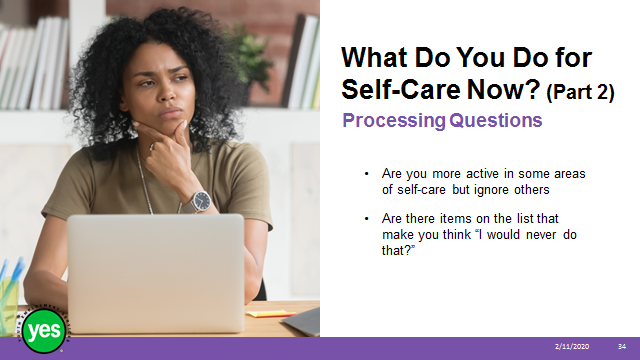 What Do You Do for
Self-Care Now? (Part 2)
Processing Questions
• Are you more active in some areas
of self-care but ignore others
• Are there items on the list that
make you think “I would never do
that?”
yes
2/11/2020 34